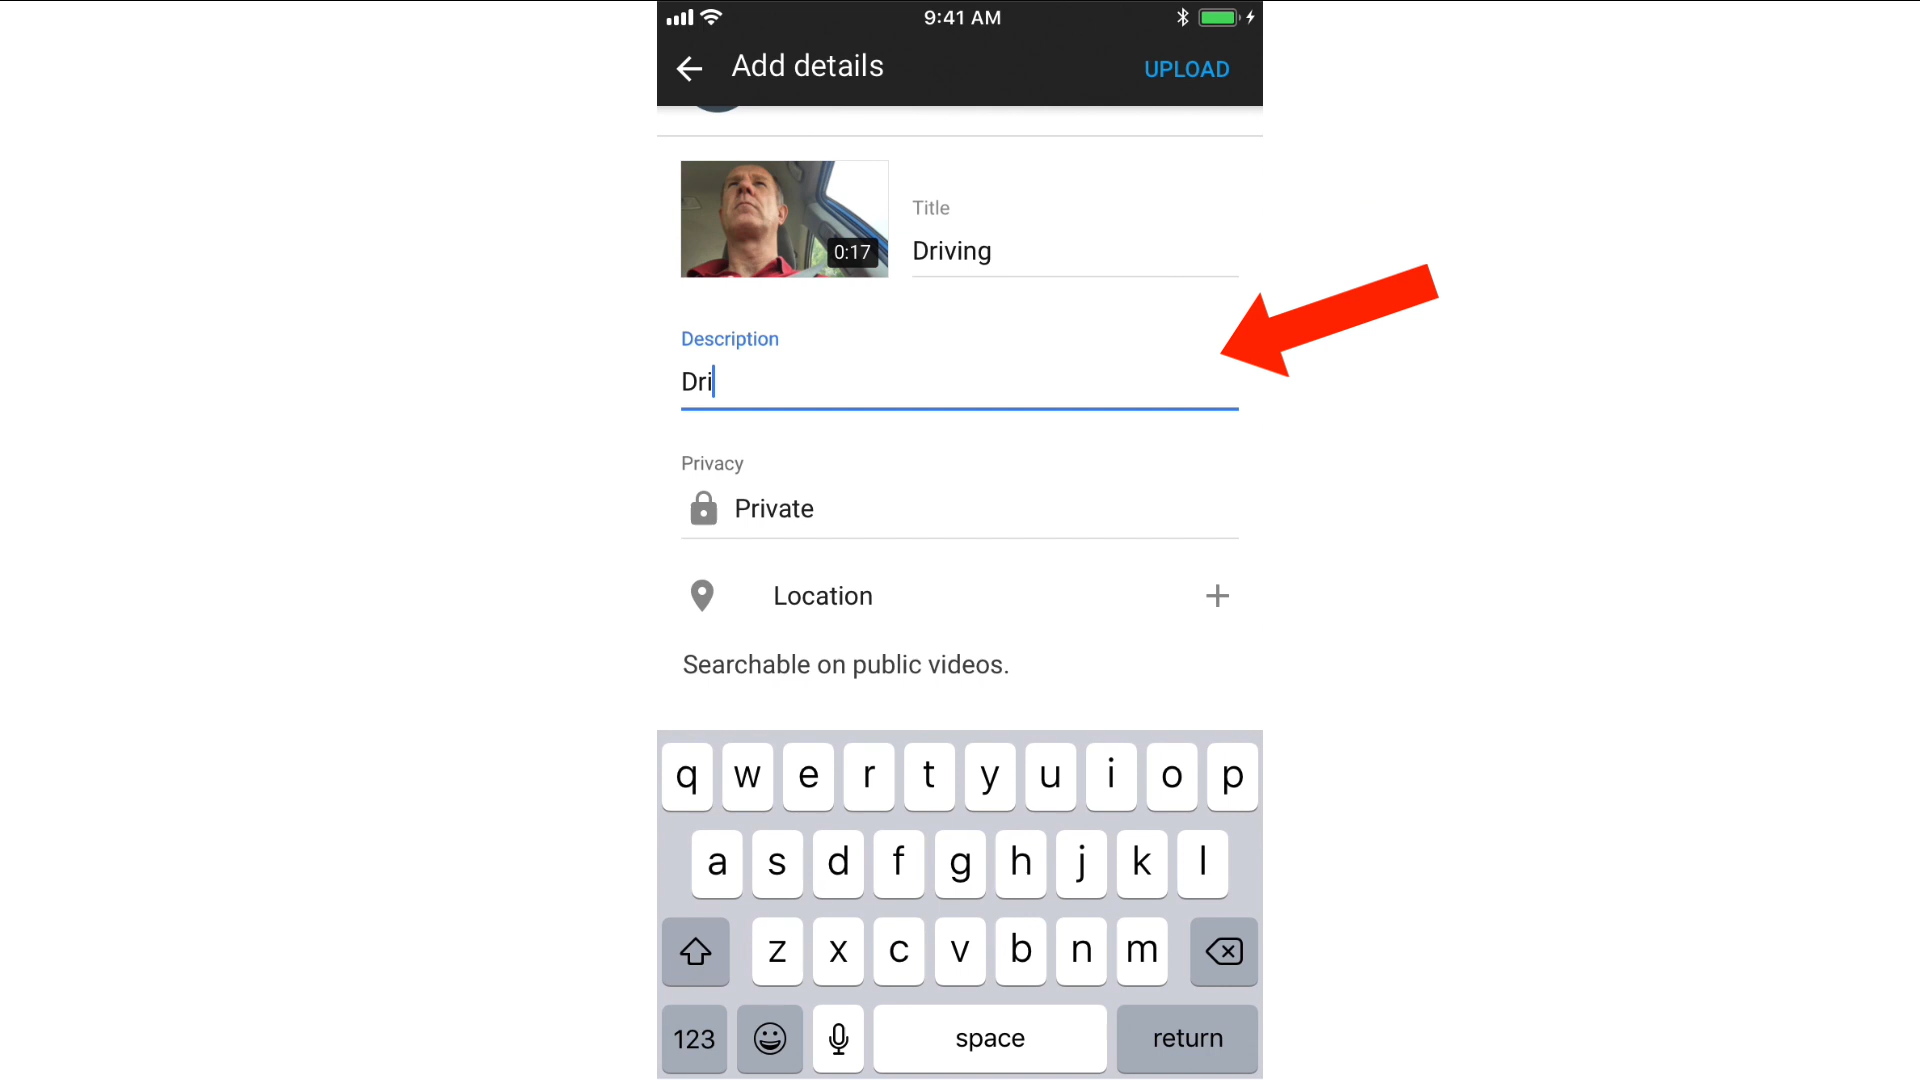 9:41 AM
Add details
UPLOAD
0:17
Title
Driving
Description
Dri
Privacy
Private
Location
Searchable on public videos.
q w e r t y u i o p
a s d f g h j k l
z x c v b n m
123 space return